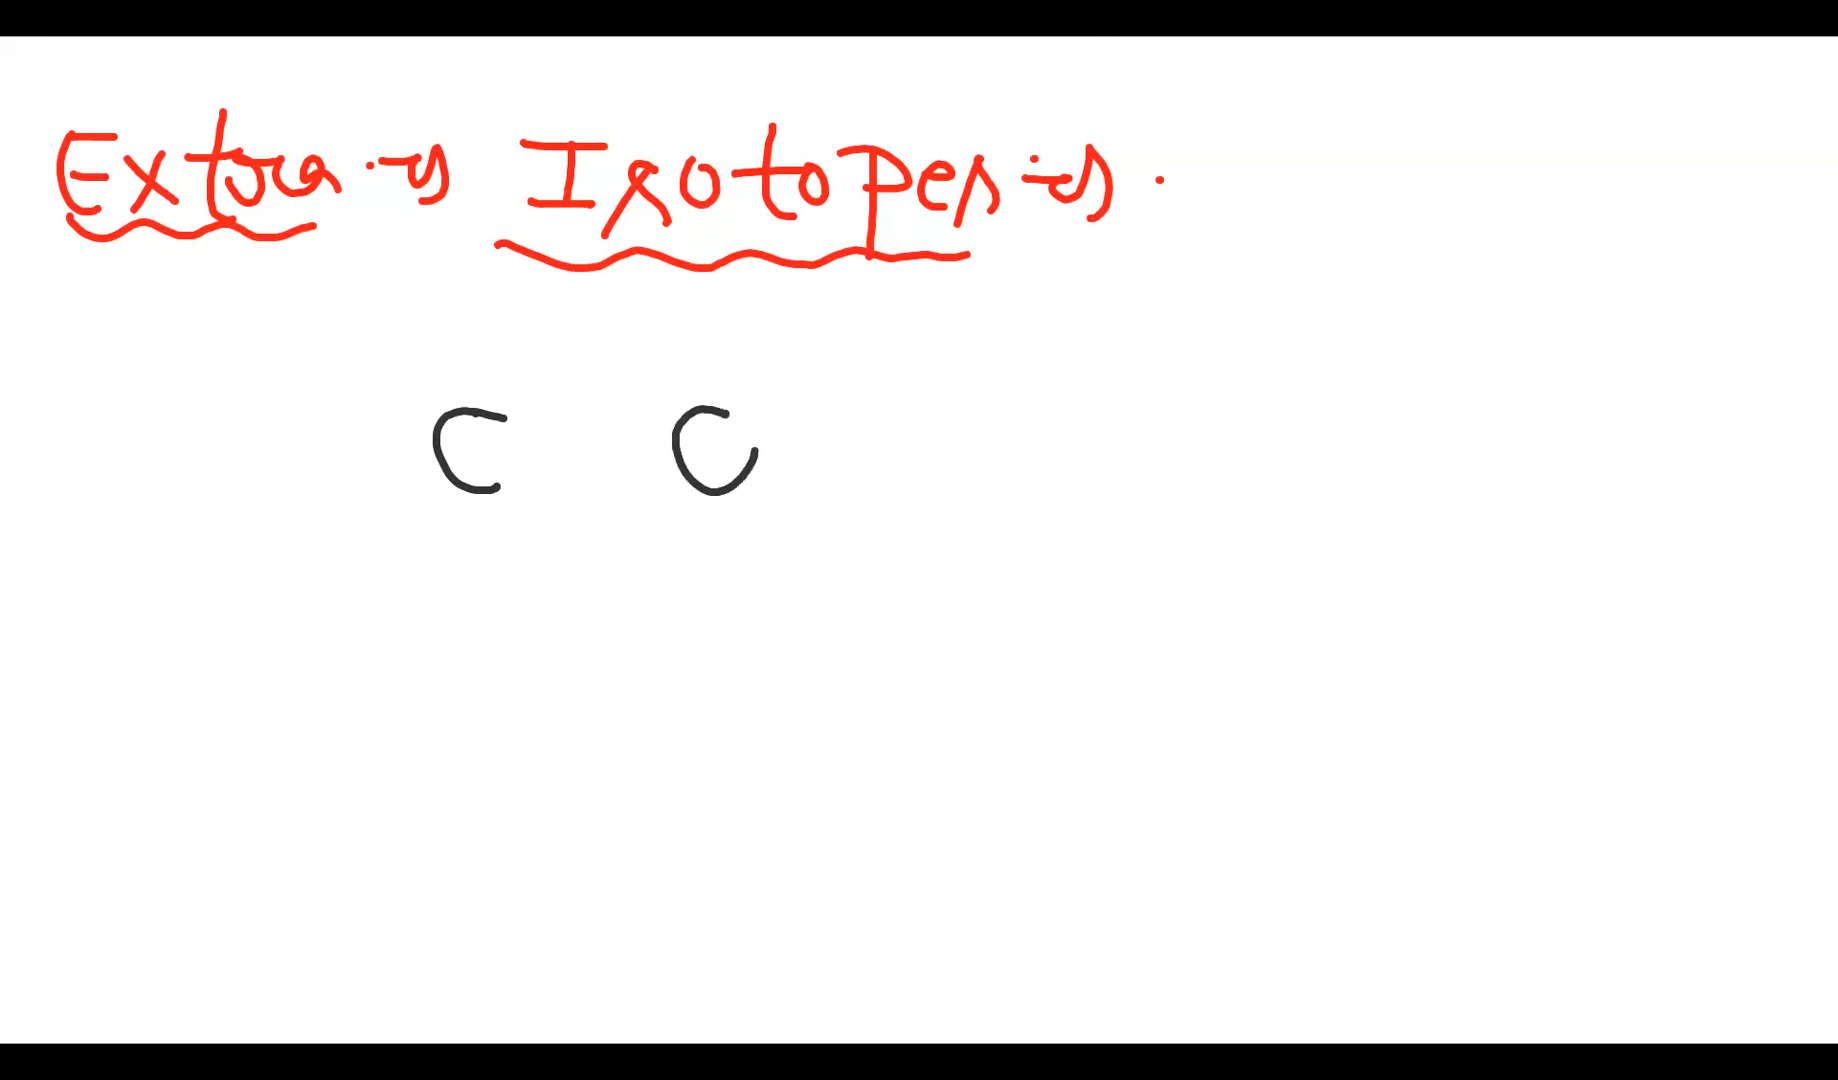 Extra :- Isotopes :- .
C C